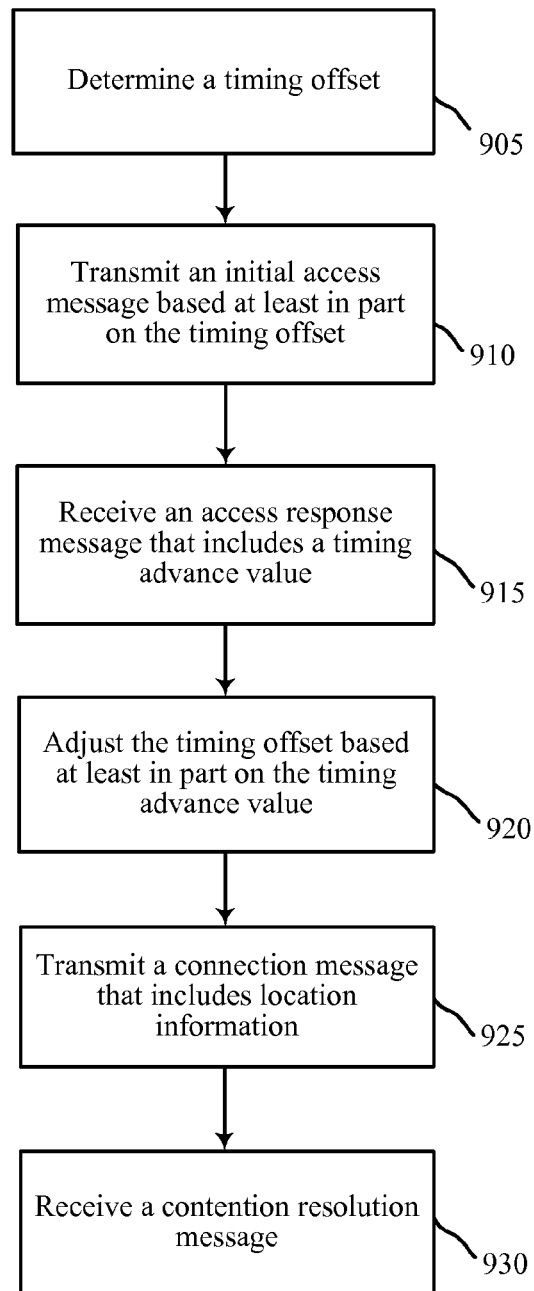 Determine a timing offset
905
Transmit an initial access
message based at least in part
on the timing offset
910
Receive an access response
message that includes a timing
advance value
915
Adjust the timing offset based
at least in part on the timing
advance value
920
Transmit a connection message
that includes location
information
925
Receive a contention resolution
message
930